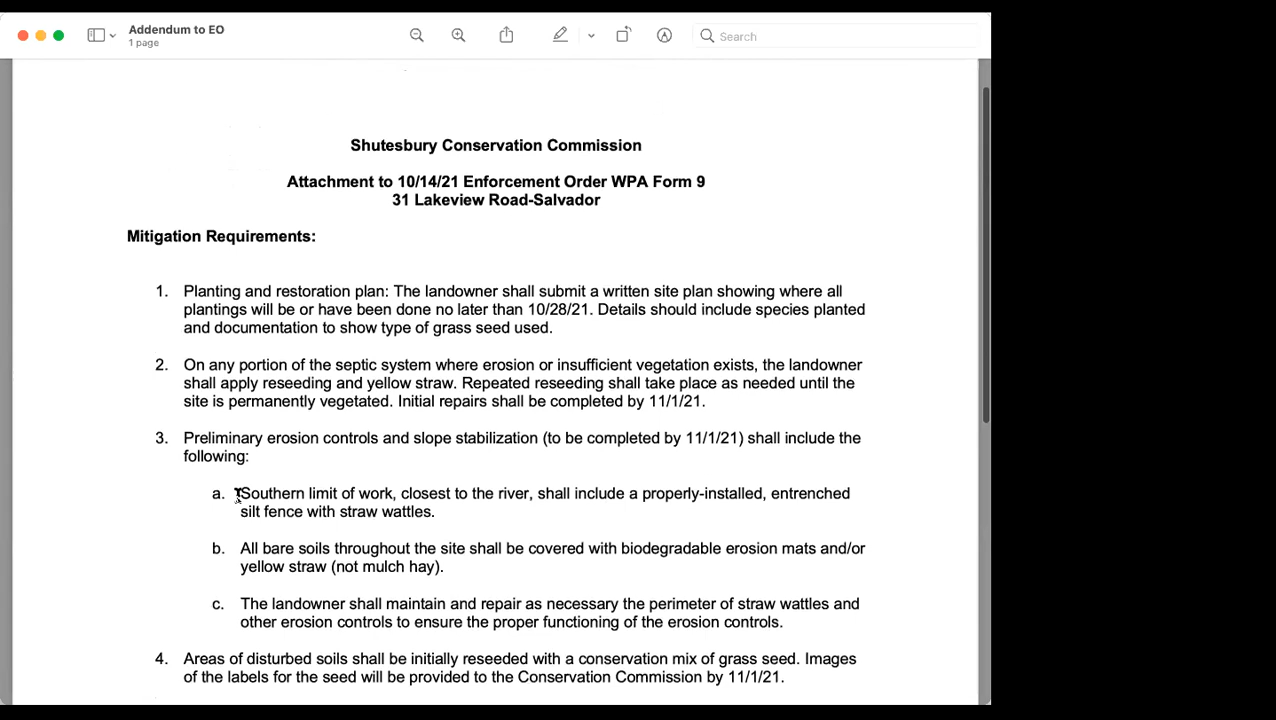 Addendum to EO
1 page
Search
Shutesbury Conservation Commission
Attachment to 10/14/21 Enforcement Order WPA Form 9
31 Lakeview Road-Salvador
Mitigation Requirements:
1. Planting and restoration plan: The landowner shall submit a written site plan showing where all
plantings will be or have been done no later than 10/28/21. Details should include species planted
and documentation to show type of grass seed used.
2. On any portion of the septic system where erosion or insufficient vegetation exists, the landowner
shall apply reseeding and yellow straw. Repeated reseeding shall take place as needed until the
site is permanently vegetated. Initial repairs shall be completed by 11/1/21.
3. Preliminary erosion controls and slope stabilization (to be completed by 11/1/21) shall include the
following:
a. Southern limit of work, closest to the river, shall include a properly-installed, entrenched
silt fence with straw wattles.
b. All bare soils throughout the site shall be covered with biodegradable erosion mats and/or
yellow straw (not mulch hay).
c. The landowner shall maintain and repair as necessary the perimeter of straw wattles and
other erosion controls to ensure the proper functioning of the erosion controls.
4. Areas of disturbed soils shall be initially reseeded with a conservation mix of grass seed. Images
of the labels for the seed will be provided to the Conservation Commission by 11/1/21.